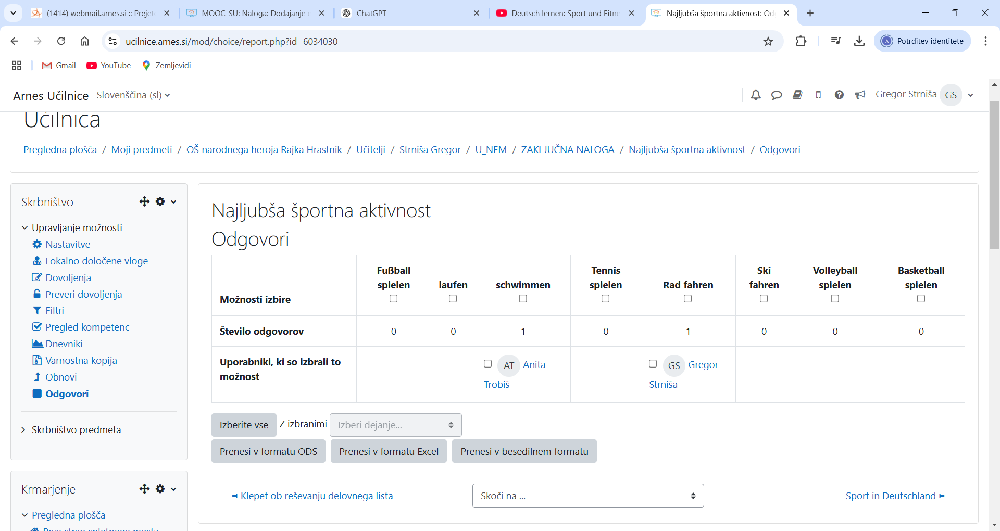 (1414) webmail.arnes.si :: Prejet
MOOC-SU: Naloga: Dodajanje
ChatGPT
Deutsch lernen: Sport und Fitne
Najljubša športna aktivnost: Od
ucilnice.arnes.si/mod/choice/report.php?id=6034030
A
Potrditev identitete
Gmail
YouTube
Zemljevidi
Arnes Učilnice
Slovenščina (sl)
Gregor Strniša
GS
Učilnica
Pregledna plošča / Moji predmeti / OŠ narodnega heroja Rajka Hrastnik / Učitelji / Strniša Gregor / U_NEM / ZAKLJUČNA NALOGA / Najljubša športna aktivnost / Odgovori
Skrbništvo
Upravljanje možnosti
Nastavitve
Lokalno določene vloge
Dovoljenja
Preveri dovoljenja
Filtri
Pregled kompetenc
Dnevniki
Varnostna kopija
Obnovi
Odgovori
Skrbništvo predmeta
Krmarjenje
Pregledna plošča
Prva stran spletnega mesta
Najljubša športna aktivnost
Odgovori
Možnosti izbire
Fußball
spielen
laufen
schwimmen
Tennis
spielen
Rad fahren
Ski
fahren
Volleyball
spielen
Basketball
spielen
Število odgovorov
0
0
1
0
1
0
0
0
Uporabniki, ki so izbrali to
možnost
AT Anita
Trobiš
GS Gregor
Strniša
Izberite vse
Z izbranimi
Izberi dejanje...
Prenesi v formatu ODS
Prenesi v formatu Excel
Prenesi v besedilnem formatu
◄ Klepet ob reševanju delovnega lista
Skoči na ...
Sport in Deutschland ►